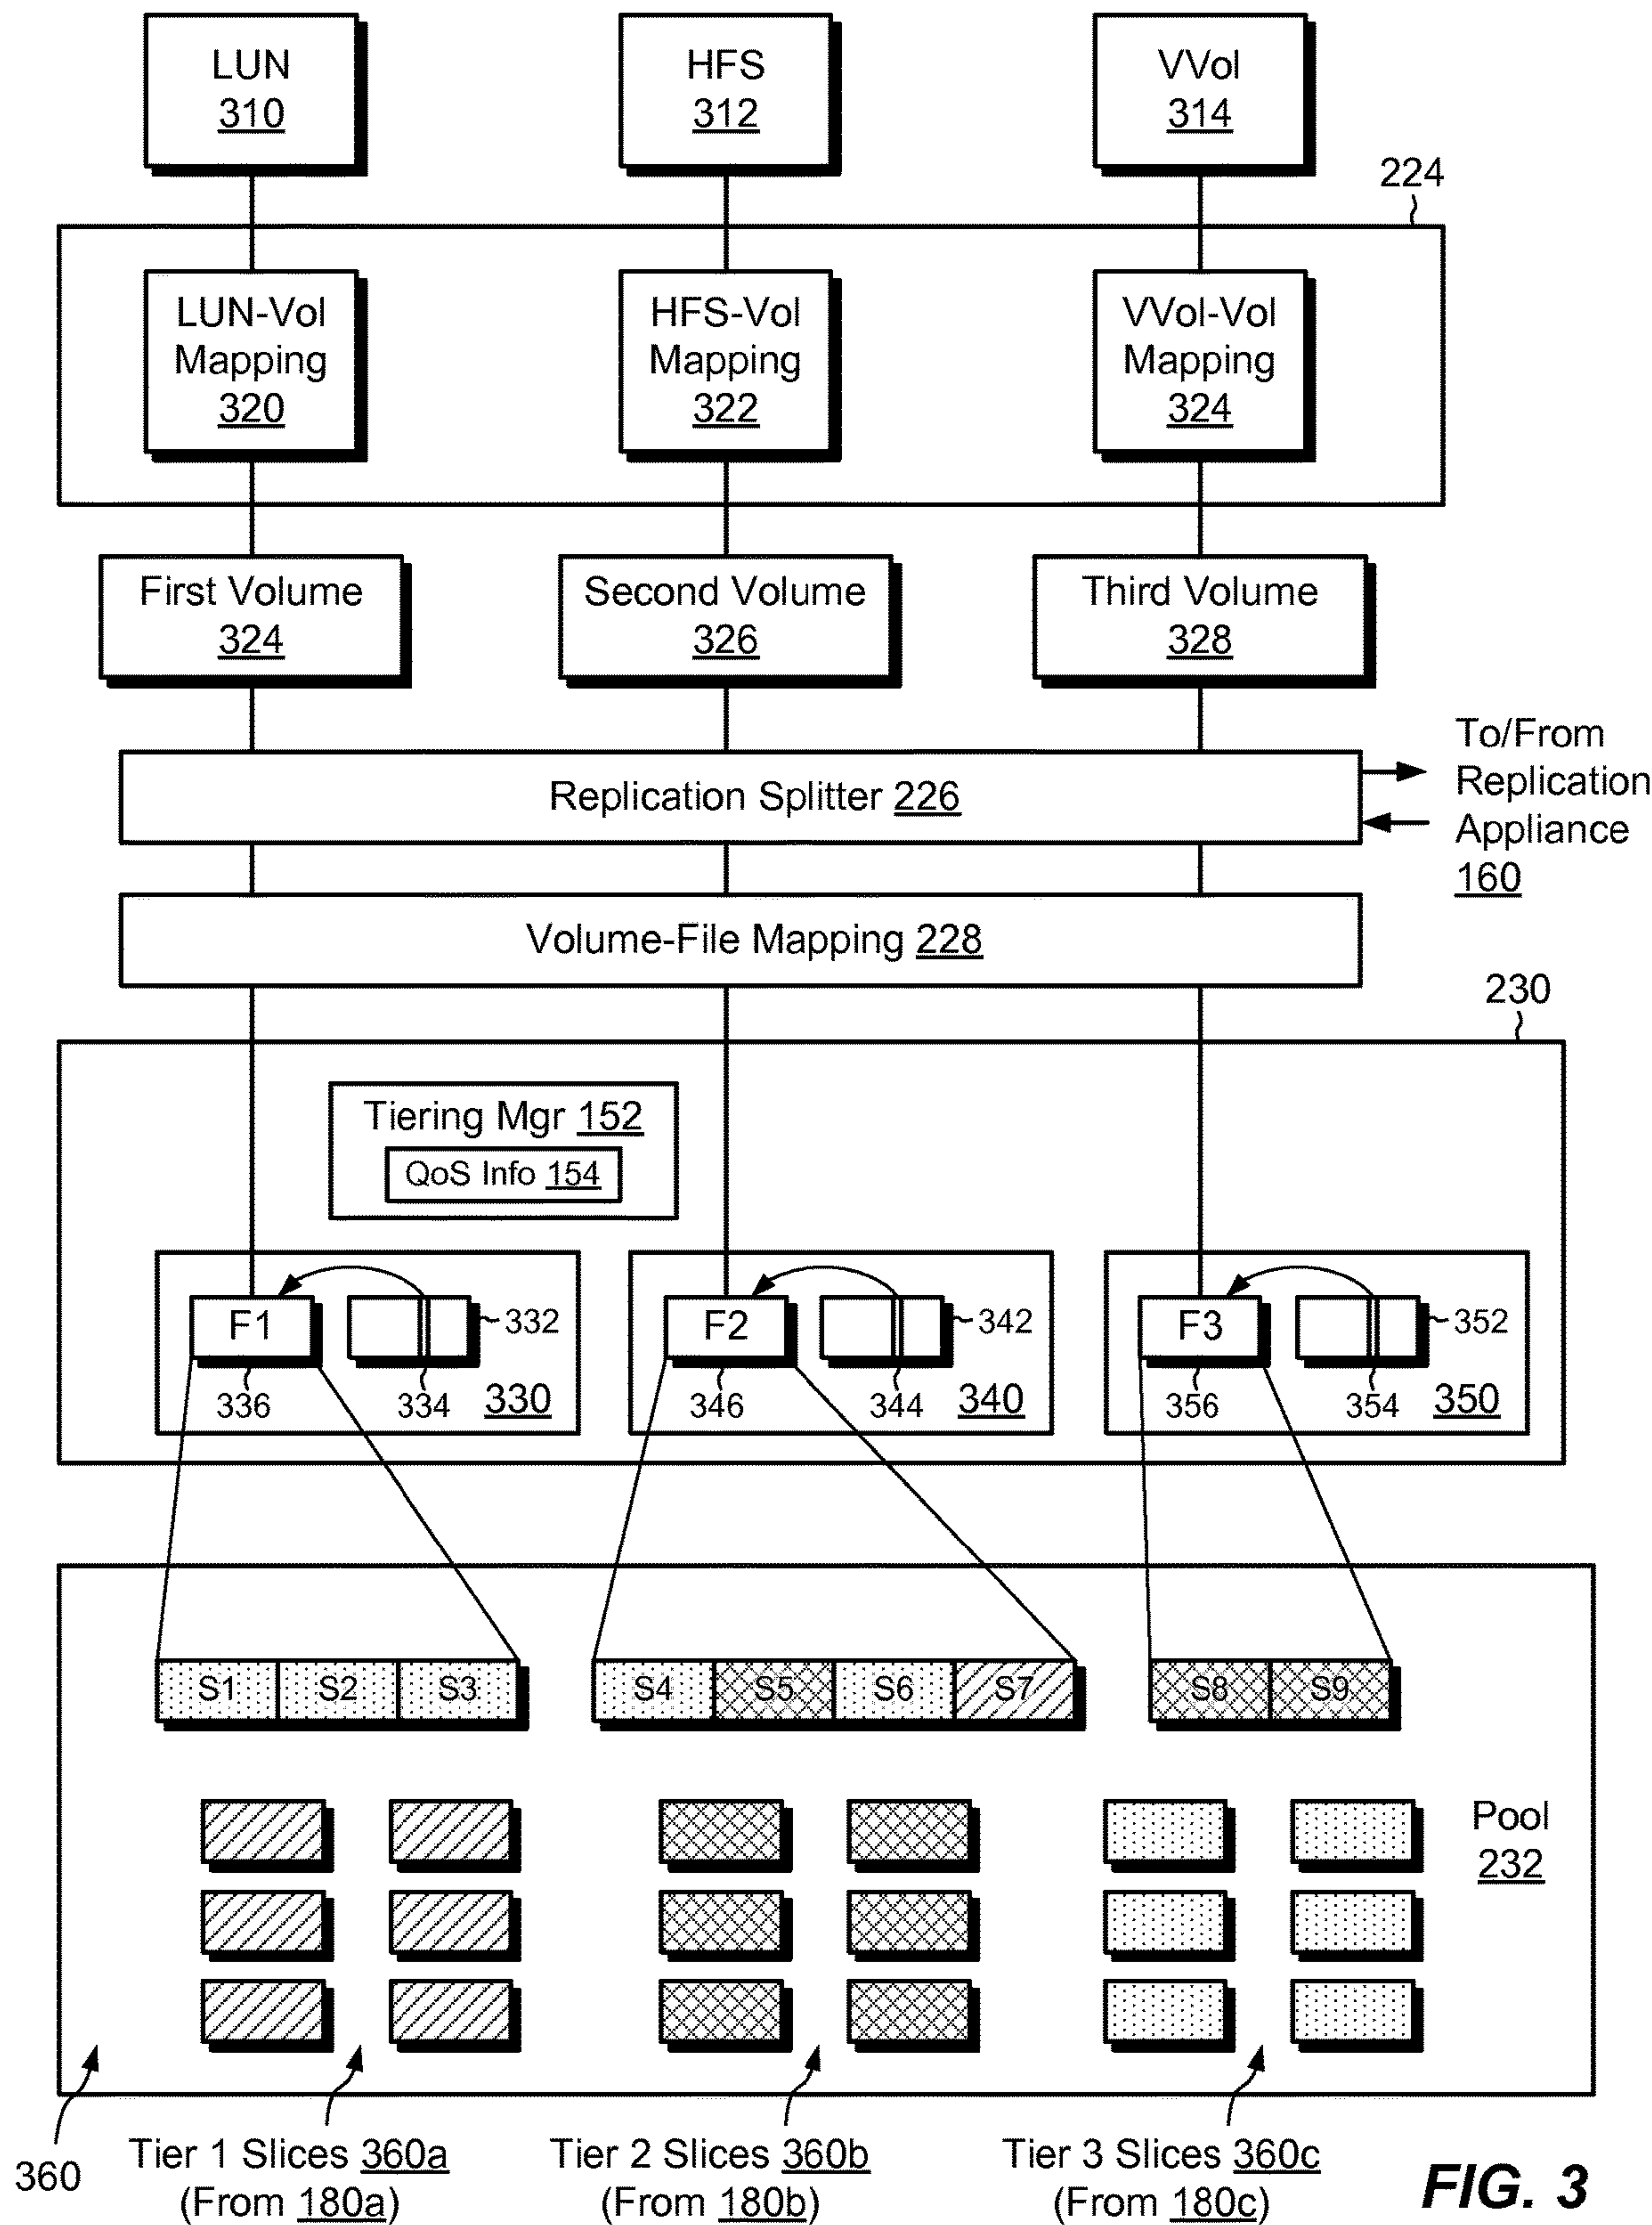 LUN
310
HFS
312
VVol
314
224
LUN-Vol
Mapping
320
HFS-Vol
Mapping
322
VVol-Vol
Mapping
324
First Volume
324
Second Volume
326
Third Volume
328
Replication Splitter 226
To/From
Replication
Appliance
160
Volume-File Mapping 228
230
Tiering Mgr 152
QoS Info 154
F1
332
336
334
330
F2
342
346
344
340
F3
352
356
354
350
S1 S2 S3
S4 S5 S6 S7
S8 S9
Pool
232
360
Tier 1 Slices 360a
(From 180a)
Tier 2 Slices 360b
(From 180b)
Tier 3 Slices 360c
(From 180c)
FIG. 3